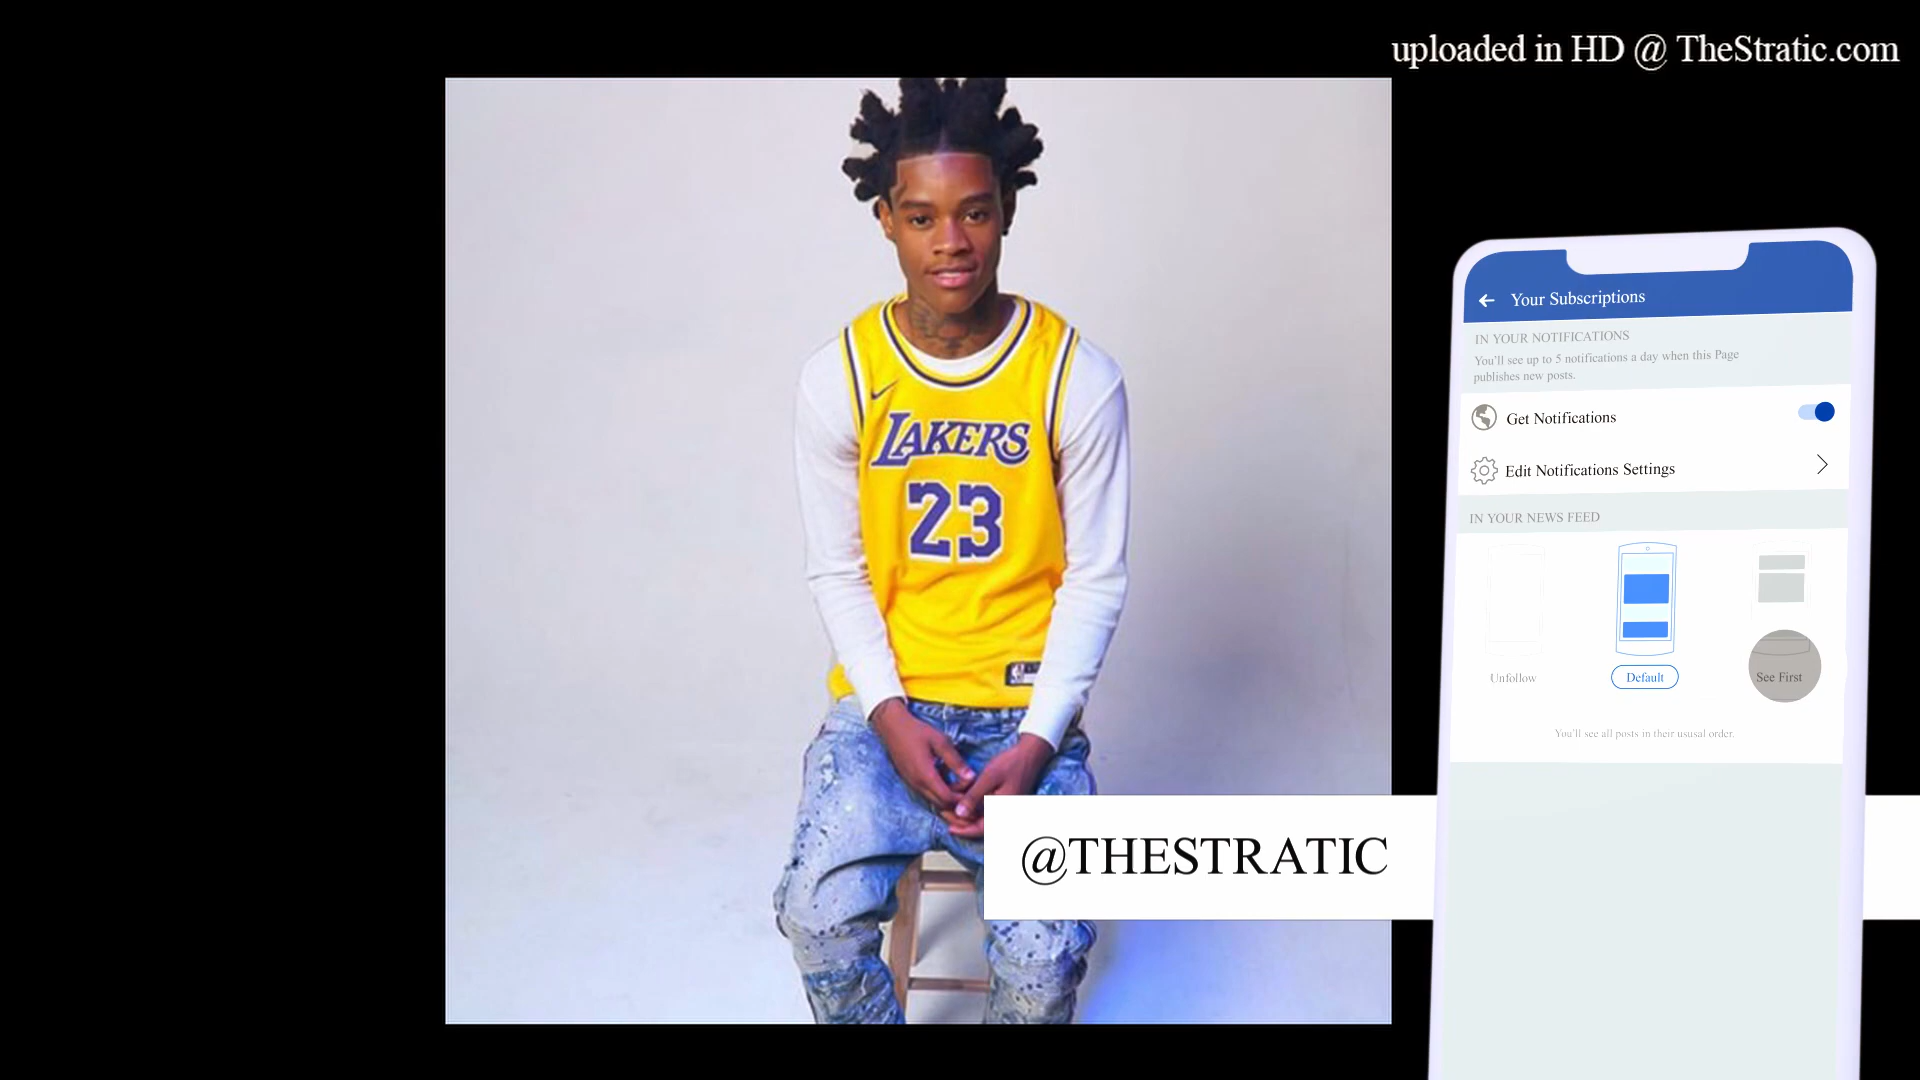 uploaded in HD @ TheStratic.com
LAKERS
23
Your Subscriptions
IN YOUR NOTIFICATIONS
You'll see up to 5 notifications a day when this Page
publishes new posts.
Get Notifications
Edit Notifications Settings
IN YOUR NEWS FEED
Unfollow
Default
See First
You'll see all posts in their ususal order.
@THESTRATIC